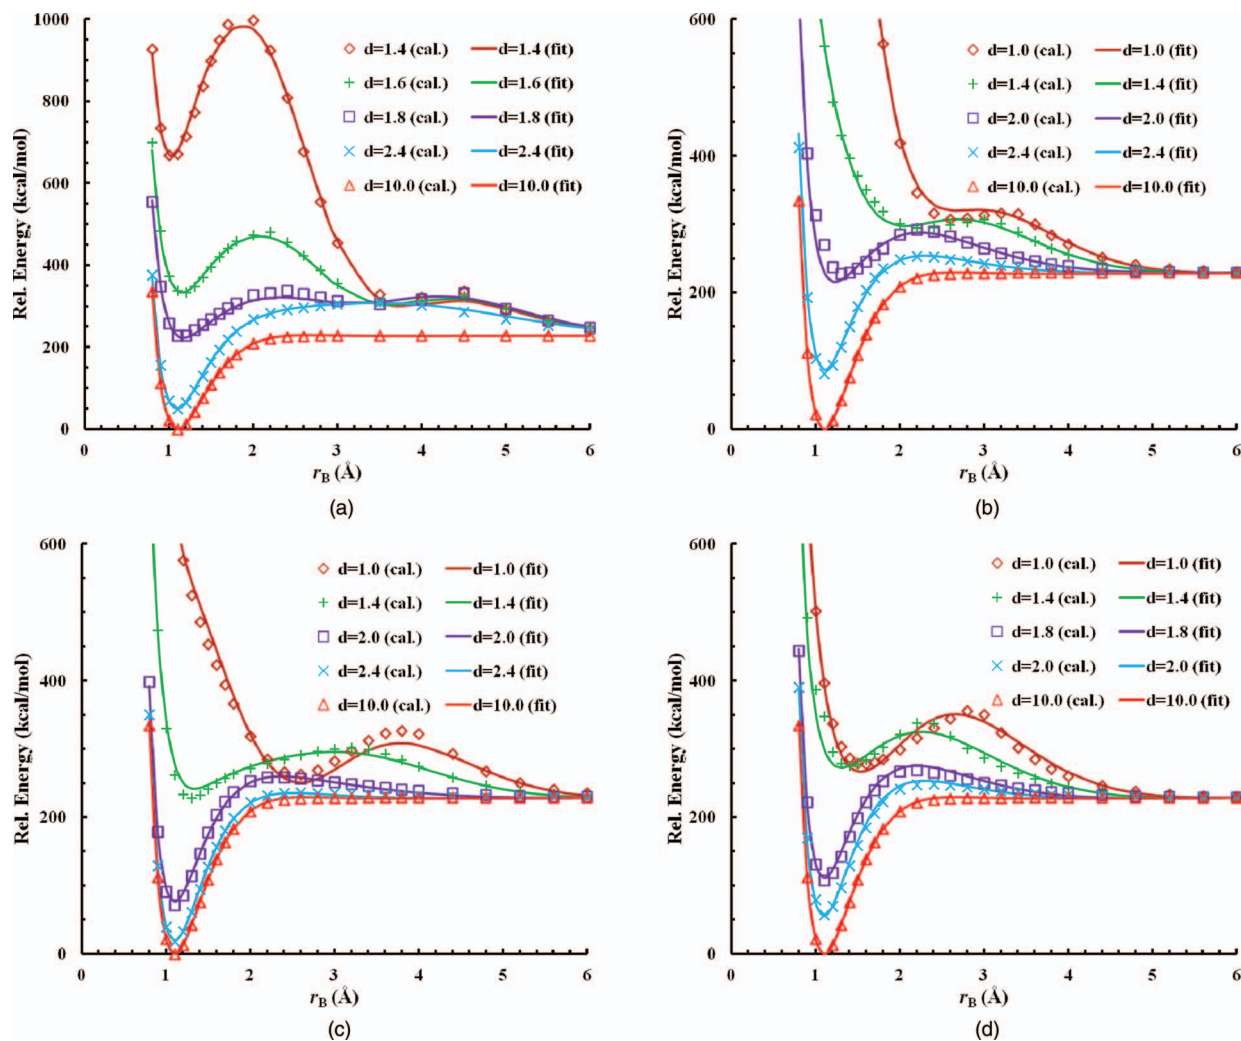 1000
800
600
400
200
0
Rel. Energy (kcal/mol)
d=1.4 (cal.) d=1.4 (fit)
d=1.6 (cal.) d=1.6 (fit)
d=1.8 (cal.) d=1.8 (fit)
d=2.4 (cal.) d=2.4 (fit)
d=10.0 (cal.) d=10.0 (fit)
0 1 2 3 4 5 6
rB (Å)
(a)
600
400
200
0
Rel. Energy (kcal/mol)
d=1.0 (cal.) d=1.0 (fit)
d=1.4 (cal.) d=1.4 (fit)
d=2.0 (cal.) d=2.0 (fit)
d=2.4 (cal.) d=2.4 (fit)
d=10.0 (cal.) d=10.0 (fit)
0 1 2 3 4 5 6
rB (Å)
(b)
600
400
200
0
Rel. Energy (kcal/mol)
d=1.0 (cal.) d=1.0 (fit)
d=1.4 (cal.) d=1.4 (fit)
d=2.0 (cal.) d=2.0 (fit)
d=2.4 (cal.) d=2.4 (fit)
d=10.0 (cal.) d=10.0 (fit)
0 1 2 3 4 5 6
rB (Å)
(c)
600
400
200
0
Rel. Energy (kcal/mol)
d=1.0 (cal.) d=1.0 (fit)
d=1.4 (cal.) d=1.4 (fit)
d=1.8 (cal.) d=1.8 (fit)
d=2.0 (cal.) d=2.0 (fit)
d=10.0 (cal.) d=10.0 (fit)
0 1 2 3 4 5 6
rB (Å)
(d)